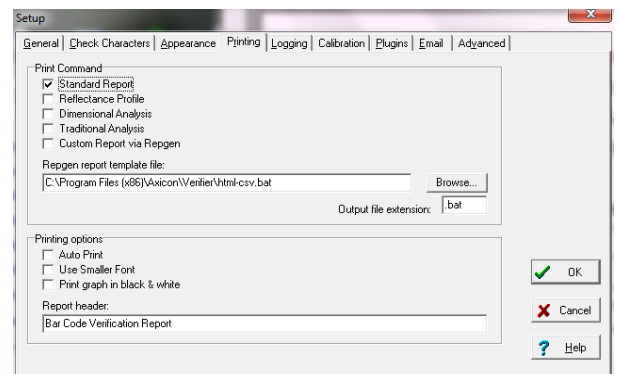 Setup
General Check Characters Appearance Printing Logging Calibration Plugins Email Advanced
Print Command
Standard Report
Reflectance Profile
Dimensional Analysis
Traditional Analysis
Custom Report via Repgen
Repgen report template file:
C:\Program Files (x86)\Axicon\Verifier\html-csv.bat Browse...
Output file extension: .bat
Printing options
Auto Print
Use Smaller Font
Print graph in black & white
OK
Report header:
Bar Code Verification Report
Cancel
Help